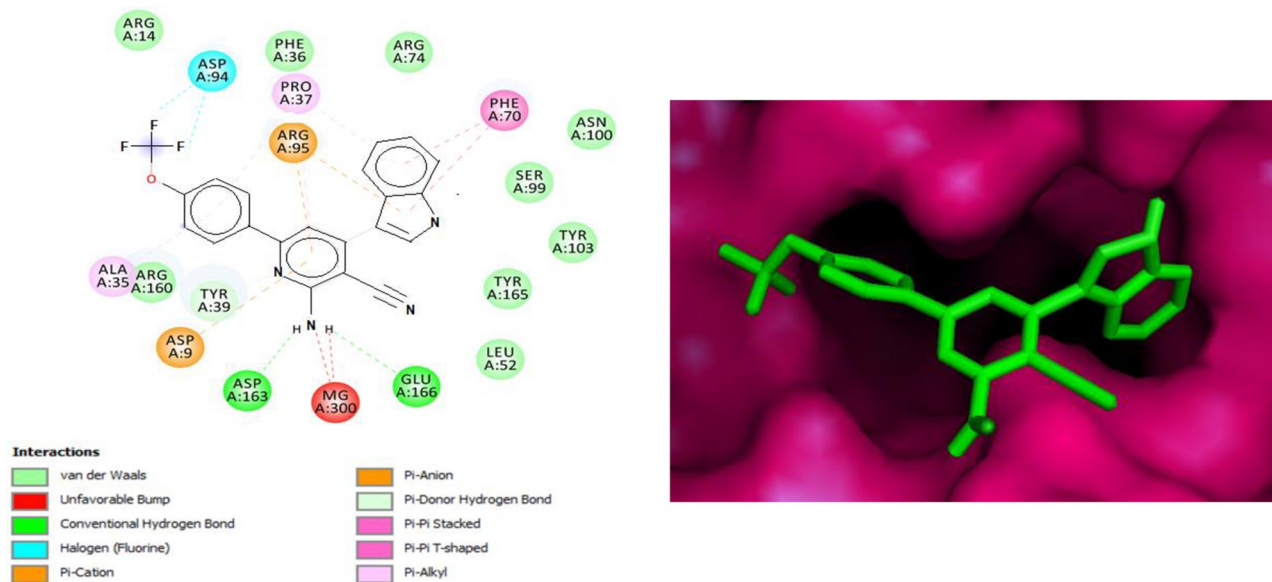 ARG
A:14
ASP
A:94
PHE
A:36
ARG
A:74
PRO
A:37
PHE
A:70
ASN
A:100
ARG
A:95
SER
A:99
TYR
A:103
F
F F
O
N
ALA
A:35
ARG
A:160
TYR
A:39
N
N
TYR
A:165
ASP
A:9
N
H H
LEU
A:52
ASP
A:163
MG
A:300
GLU
A:166
Interactions
van der Waals
Unfavorable Bump
Conventional Hydrogen Bond
Halogen (Fluorine)
Pi-Cation
Pi-Anion
Pi-Donor Hydrogen Bond
Pi-Pi Stacked
Pi-Pi T-shaped
Pi-Alkyl